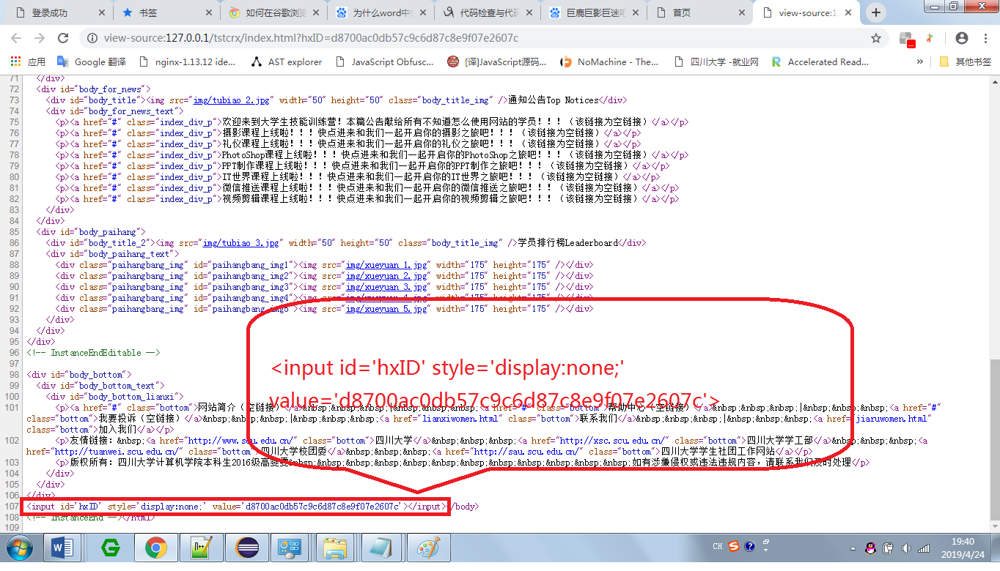 登录成功
书签
如何在谷歌浏览
为什么word中
代码检查与代
巨鹿巨影巨迷
首页
view-source:1
view-source:127.0.0.1/tstcrx/index.html?hxID=d8700ac0db57c9c6d87c8e9f07e2607c
应用
Google 翻译
nginx-1.13.12 ide...
AST explorer
JavaScript Obfusc...
[译]JavaScript源码...
NoMachine - The...
四川大学 -就业网
Accelerated Read...
»
其他书签
71 </div>
72 <div id="body_for_news">
73 <div id="body_title"><img src="img/tubiao_2.jpg" width="50" height="50" class="body_title_img" />通知公告Top Notices</div>
74 <div id="body_for_news_text">
75 <p><a href="#" class="index_div_p">欢迎来到大学生技能训练营！本篇公告献给所有不知道怎么使用网站的学员！！！（该链接为空链接）</a></p>
76 <p><a href="#" class="index_div_p">摄影课程上线啦！！！快点进来和我们一起开启你的摄影之旅吧！！！（该链接为空链接）</a></p>
77 <p><a href="#" class="index_div_p">礼仪课程上线啦！！！快点进来和我们一起开启你的礼仪之旅吧！！！（该链接为空链接）</a></p>
78 <p><a href="#" class="index_div_p">PhotoShop课程上线啦！！！快点进来和我们一起开启你的PhotoShop之旅吧！！！（该链接为空链接）</a></p>
79 <p><a href="#" class="index_div_p">PPT制作课程上线啦！！！快点进来和我们一起开启你的PPT制作之旅吧！！！（该链接为空链接）</a></p>
80 <p><a href="#" class="index_div_p">IT世界课程上线啦！！！快点进来和我们一起开启你的IT世界之旅吧！！！（该链接为空链接）</a></p>
81 <p><a href="#" class="index_div_p">微信推送课程上线啦！！！快点进来和我们一起开启你的微信推送之旅吧！！！（该链接为空链接）</a></p>
82 <p><a href="#" class="index_div_p">视频剪辑课程上线啦！！！快点进来和我们一起开启你的视频剪辑之旅吧！！！（该链接为空链接）</a></p>
83 </div>
84 </div>
85 <div id="body_paihang">
86 <div id="body_title_2"><img src="img/tubiao_3.jpg" width="50" height="50" class="body_title_img" />学员排行榜Leaderboard</div>
87 <div id="body_paihang_text">
88 <div class="paihangbang_img" id="paihangbang_img1"><img src="img/xueyuan_1.jpg" width="175" height="175" /></div>
89 <div class="paihangbang_img" id="paihangbang_img2"><img src="img/xueyuan_2.jpg" width="175" height="175" /></div>
90 <div class="paihangbang_img" id="paihangbang_img3"><img src="img/xueyuan_3.jpg" width="175" height="175" /></div>
91 <div class="paihangbang_img" id="paihangbang_img4"><img src="img/xueyuan_4.jpg" width="175" height="175" /></div>
92 <div class="paihangbang_img" id="paihangbang_img5"><img src="img/xueyuan_5.jpg" width="175" height="175" /></div>
93 </div>
94 </div>
95 </div>
96 <!-- InstanceEndEditable -->
97
98 <div id="body_bottom">
99 <div id="body_bottom_text">
100 <div id="body_bottom_lianxi">
<input id='hxID' style='display:none;'
value='d8700ac0db57c9c6d87c8e9f07e2607c'>
101 <p><a href="#" class="bottom">网站简介（空链接）</a>&nbsp;&nbsp;&nbsp;|&nbsp;&nbsp;&nbsp;<a href="#" class="bottom">帮助中心（空链接）</a>&nbsp;&nbsp;&nbsp;|&nbsp;&nbsp;&nbsp;<a href="#"
class="bottom">我要投诉（空链接）</a>&nbsp;&nbsp;&nbsp;|&nbsp;&nbsp;&nbsp;<a href="lianxiwomen.html" class="bottom">联系我们</a>&nbsp;&nbsp;&nbsp;|&nbsp;&nbsp;&nbsp;<a href="jiaruwomen.html"
class="bottom">加入我们</a></p>
102 <p>友情链接：&nbsp;<a href="http://www.scu.edu.cn/" class="bottom">四川大学</a>&nbsp;&nbsp;<a href="http://xsc.scu.edu.cn/" class="bottom">四川大学学工部</a>&nbsp;&nbsp;<a
href="http://tuanwei.scu.edu.cn/" class="bottom">四川大学校团委</a>&nbsp;&nbsp;<a href="http://sau.scu.edu.cn/" class="bottom">四川大学学生社团工作网站</a></p>
103 <p>版权所有：四川大学计算机学院本科生2016级高雯雯&nbsp;&nbsp;&nbsp;&nbsp;&nbsp;&nbsp;&nbsp;&nbsp;&nbsp;&nbsp;&nbsp;如有涉嫌侵权或违法违规内容，请联系我们及时处理</p>
104 </div>
105 </div>
106 </div>
107 <input id='hxID' style='display:none;' value='d8700ac0db57c9c6d87c8e9f07e2607c'></input></body>
108 <!-- InstanceEnd --></html>
109
CH
19:40
2019/4/24